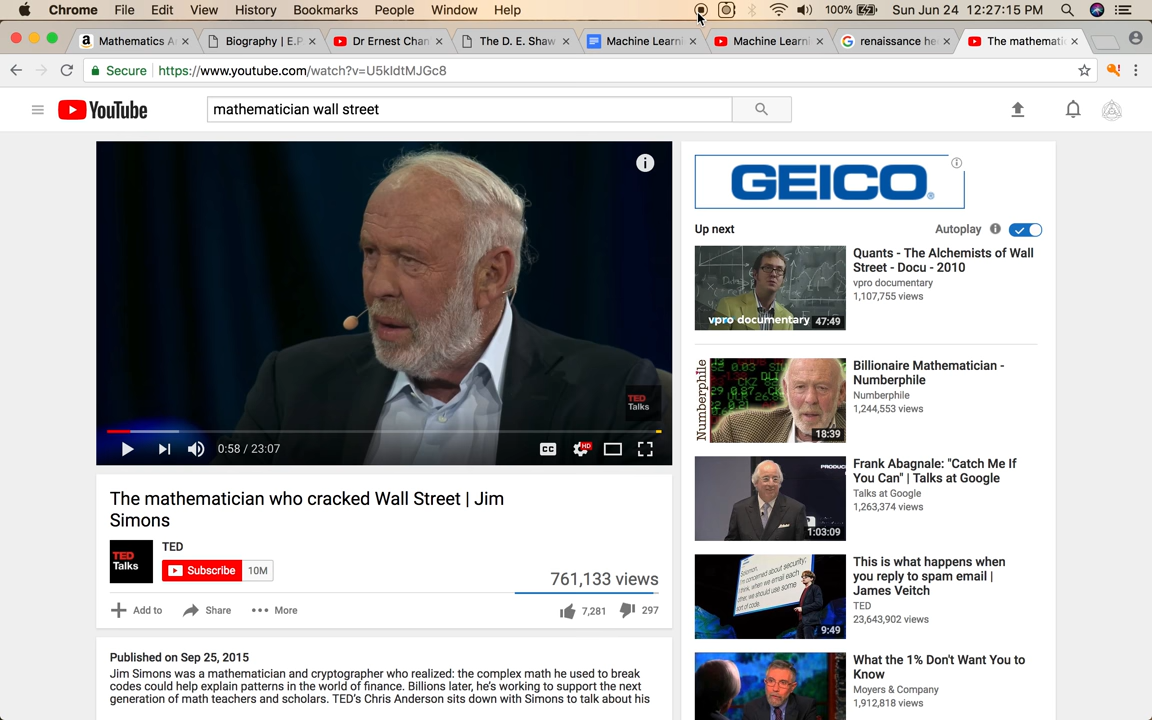 Chrome File Edit View History Bookmarks People Window Help 100% Sun Jun 24 12:27:15 PM
Mathematics A
Biography | E.P.
Dr Ernest Chan
The D. E. Shaw
Machine Learni
Machine Learni
renaissance he
The mathematic
Secure https://www.youtube.com/watch?v=U5kIdtMJGc8
YouTube
mathematician wall street
GEICO
Up next
Autoplay
TED
Talks
CC
HD
0:58 / 23:07
The mathematician who cracked Wall Street | Jim
Simons
TED
Talks
TED
Subscribe 10M
761,133 views
Add to Share More 7,281 297
Published on Sep 25, 2015
Jim Simons was a mathematician and cryptographer who realized: the complex math he used to break
codes could help explain patterns in the world of finance. Billions later, he's working to support the next
generation of math teachers and scholars. TED's Chris Anderson sits down with Simons to talk about his
vpro documentary 47:49
Quants - The Alchemists of Wall
Street - Docu - 2010
vpro documentary
1,107,755 views
Numberphile
18:39
Billionaire Mathematician -
Numberphile
Numberphile
1,244,553 views
1:03:09
Frank Abagnale: "Catch Me If
You Can" | Talks at Google
Talks at Google
1,263,374 views
9:49
This is what happens when
you reply to spam email |
James Veitch
TED
23,643,902 views
What the 1% Don't Want You to
Know
Moyers & Company
1,912,818 views